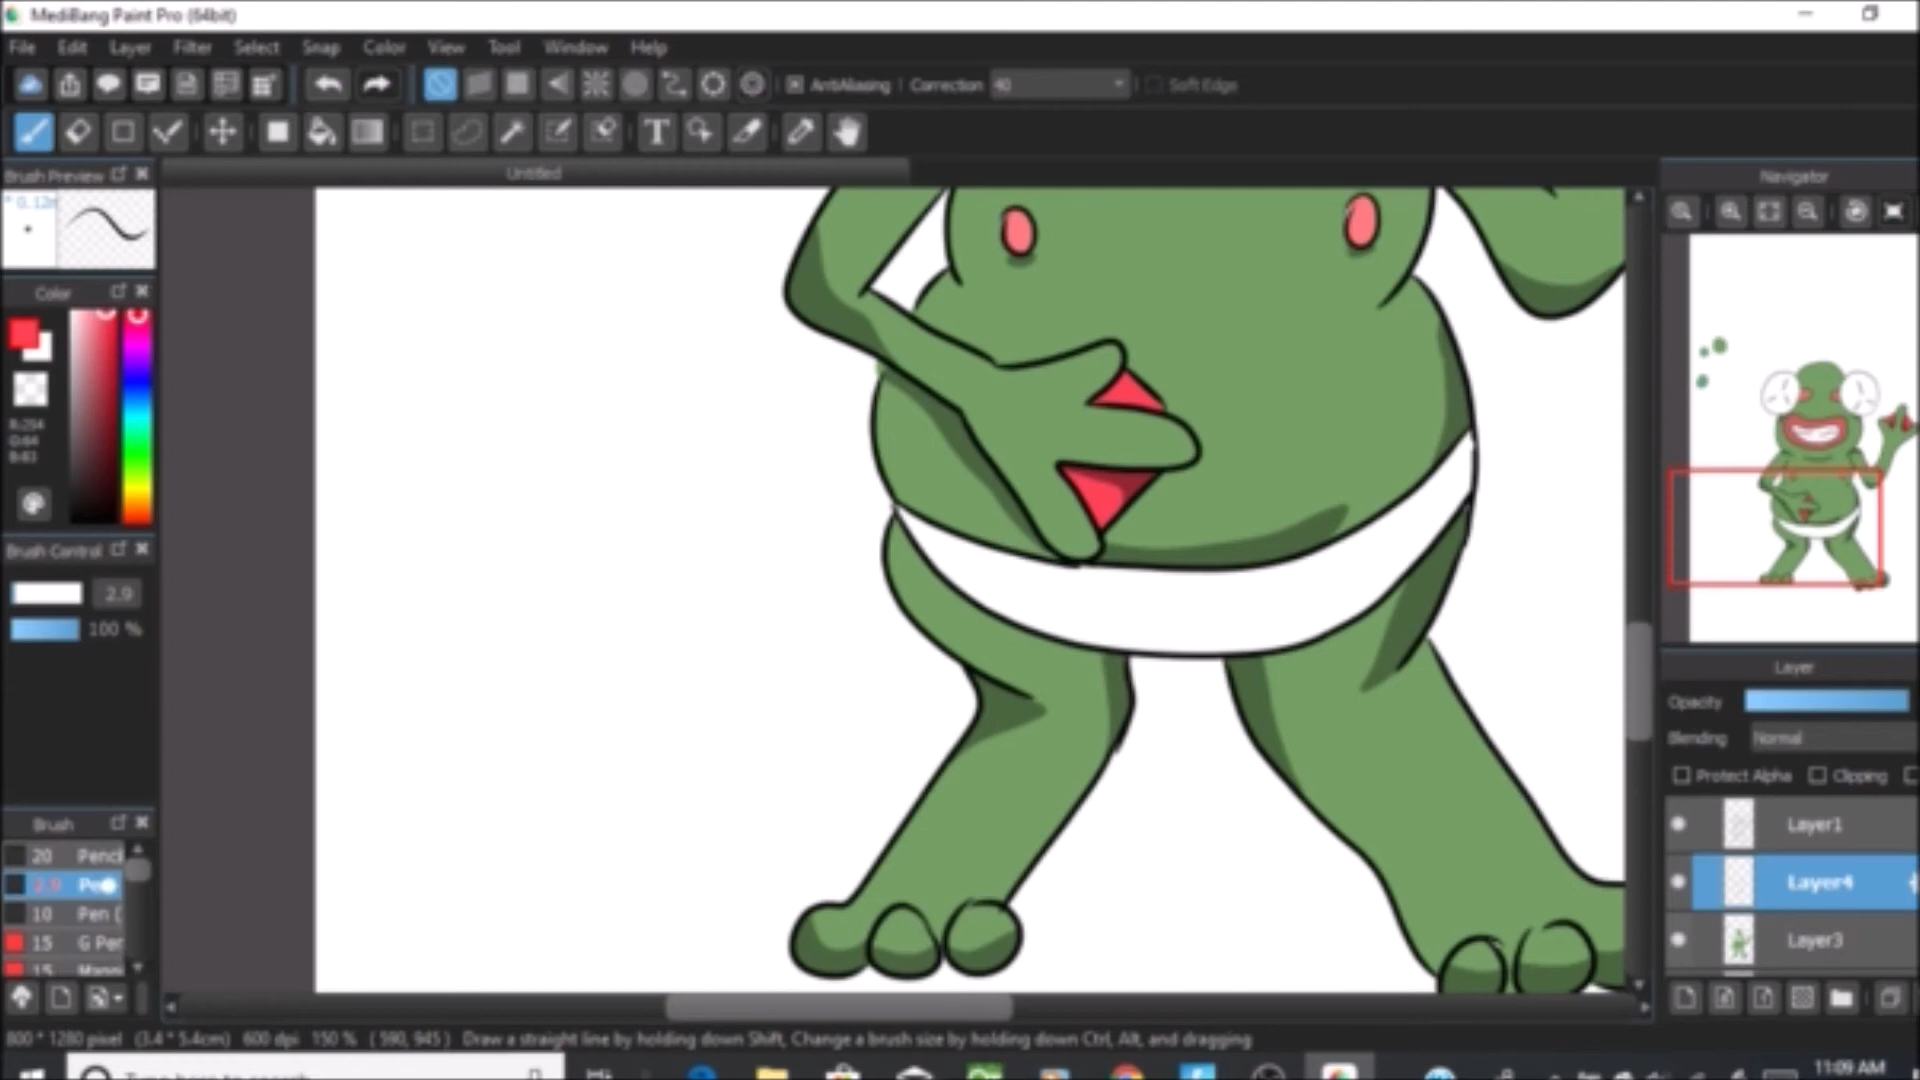 MediBang Paint Pro (64bit)
File Edit Layer Filter Select Snap Color View Tool Window Help
AntiAliasing Correction 40 Soft Edge
Untitled
Brush Preview
Navigator
Color
Brush Control
2.9
100 %
Layer
Opacity
Blending Normal
Protect Alpha Clipping
Layer1
Layer4
Layer3
Brush
20 Pencil
2.9 Pe
10 Pen (
15 G Per
15
800 * 1280 pixel (3.4 * 5.4cm) 600 dpi 150 % ( 590, 945 ) Draw a straight line by holding down Shift, Change a brush size by holding down Ctrl, Alt, and dragging
11:09 AM